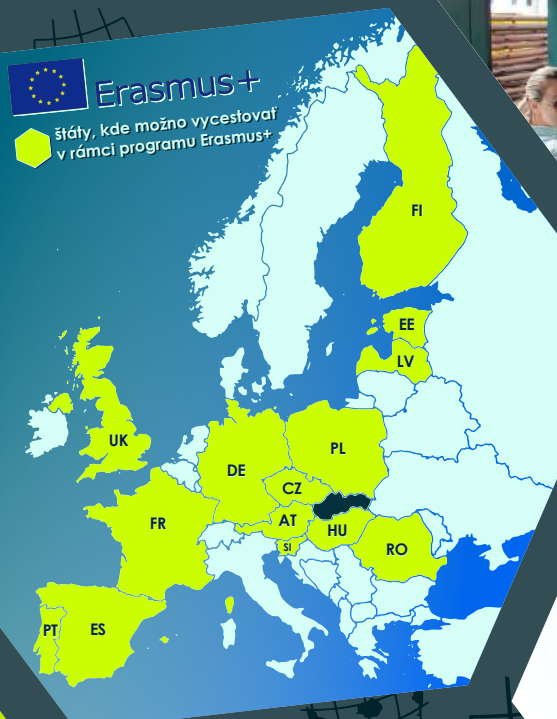 Erasmus+
štáty, kde možno vycestovať
v rámci programu Erasmus+
FI
EE
LV
UK
DE
PL
CZ
FR
AT
HU
SI
RO
PT
ES